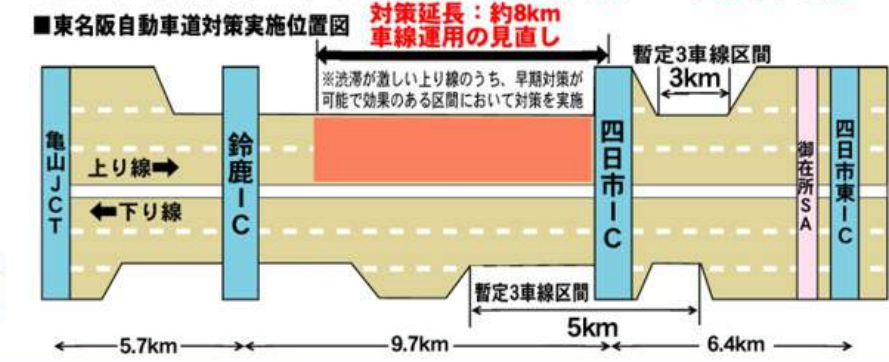 ■東名阪自動車道対策実施位置図
対策延長：約8km
車線運用の見直し
※渋滞が激しい上り線のうち、早期対策が
可能で効果のある区間において対策を実施
暫定3車線区間
3km
亀山JCT
鈴鹿IC
四日市IC
御在所SA
四日市東IC
上り線➡
⬅下り線
暫定3車線区間
5km
5.7km
9.7km
6.4km